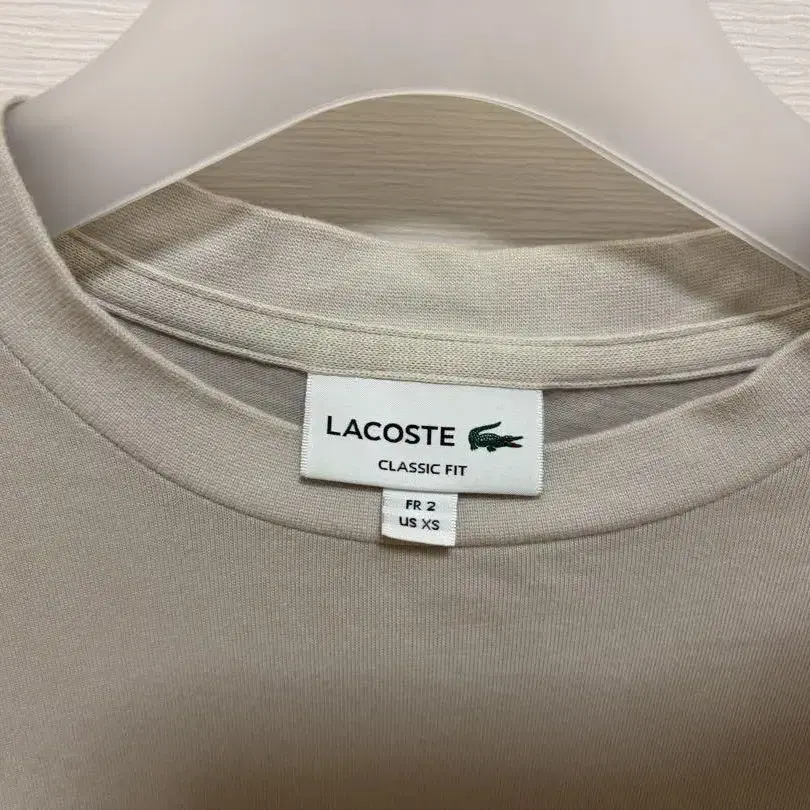 LACOSTE
CLASSIC FIT
FR 2
US XS